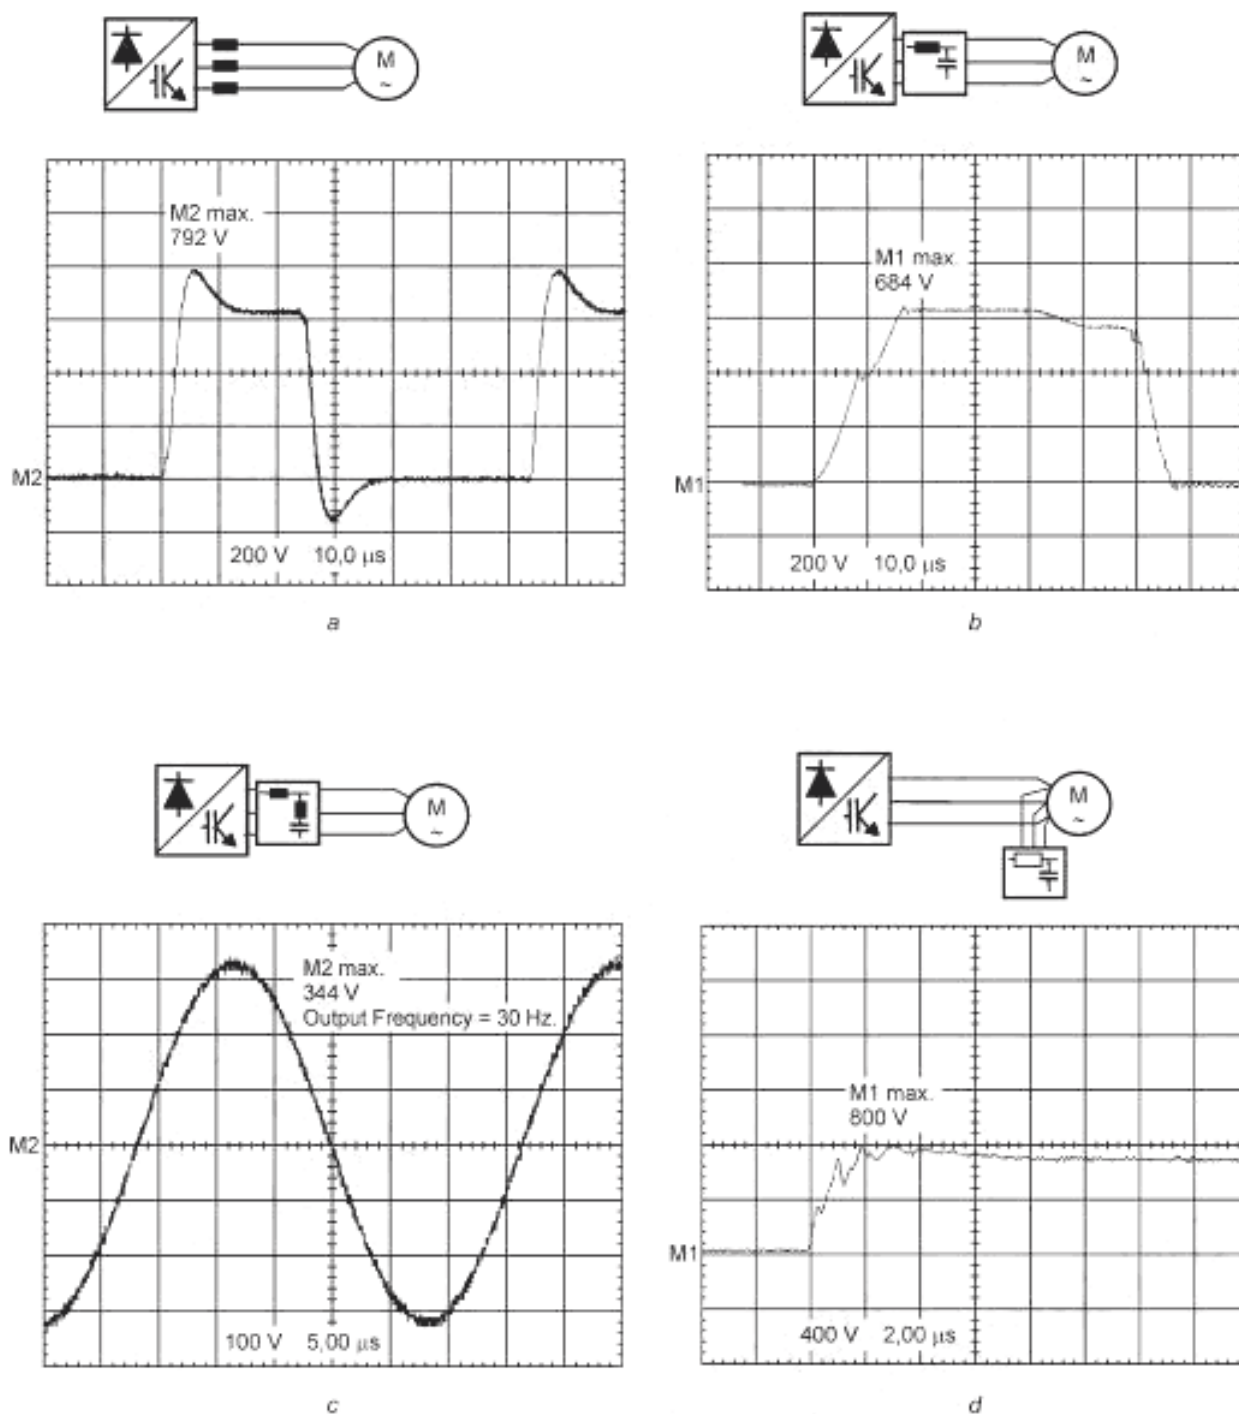 M
~
M
~
M2 max.
792 V
M2
200 V 10,0 µs
a
M1 max.
684 V
M1
200 V 10,0 µs
b
M
~
M
~
M2 max.
344 V
Output Frequency = 30 Hz.
M2
100 V 5,00 µs
c
M1 max.
800 V
M1
400 V 2,00 µs
d